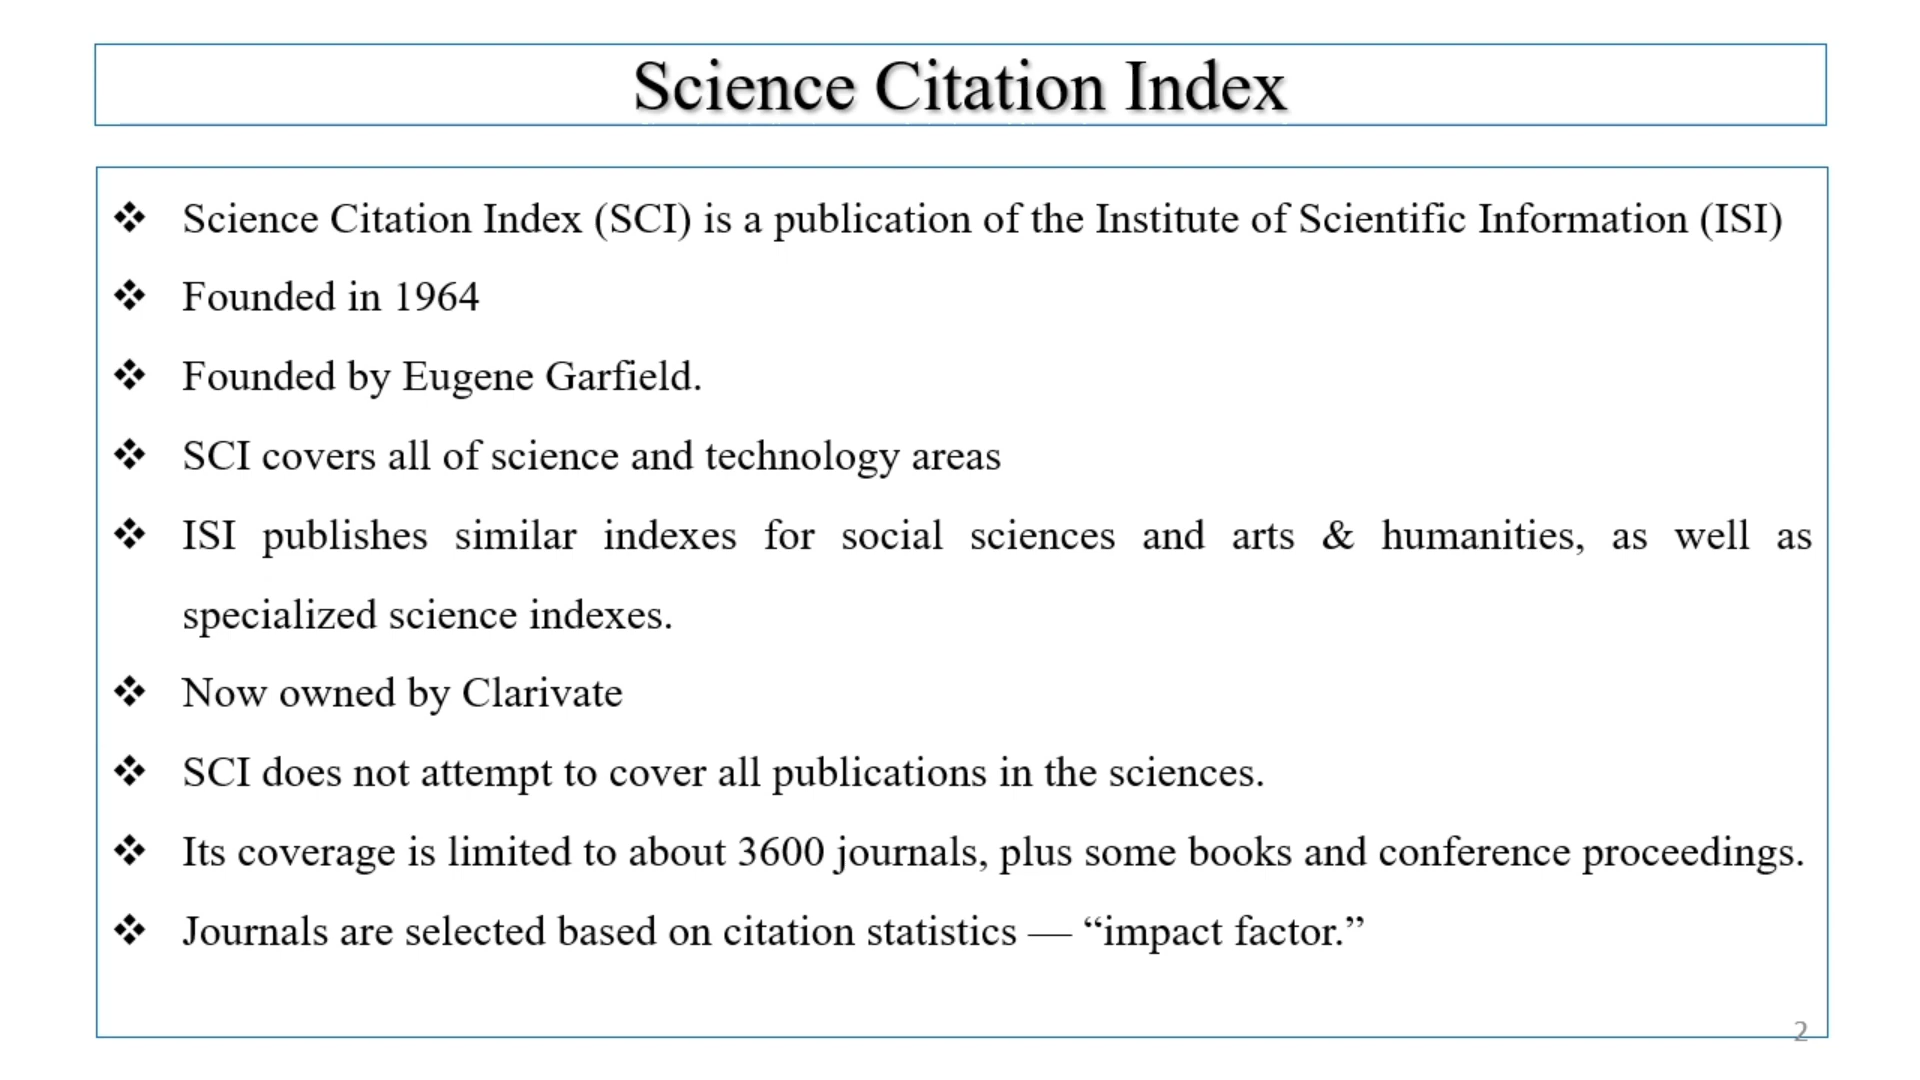 Science Citation Index
❖ Science Citation Index (SCI) is a publication of the Institute of Scientific Information (ISI)
❖ Founded in 1964
❖ Founded by Eugene Garfield.
❖ SCI covers all of science and technology areas
❖ ISI publishes similar indexes for social sciences and arts & humanities, as well as
specialized science indexes.
❖ Now owned by Clarivate
❖ SCI does not attempt to cover all publications in the sciences.
❖ Its coverage is limited to about 3600 journals, plus some books and conference proceedings.
❖ Journals are selected based on citation statistics — “impact factor.”
2